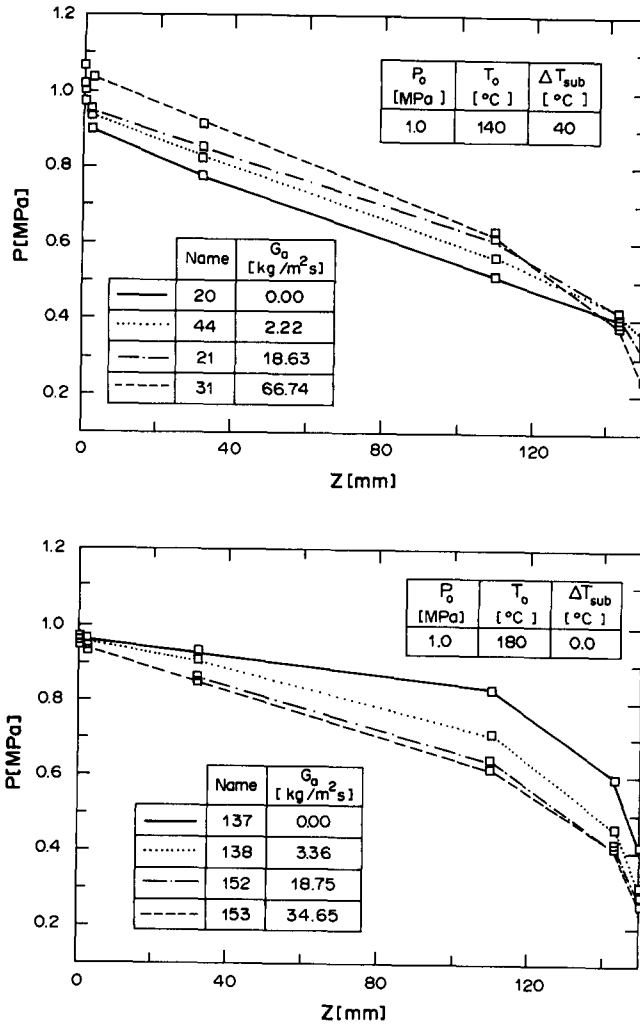 1.2
P₀ T₀ ΔTsub
[MPa] [°C] [°C]
1.0 140 40
1.0
0.8
P[MPa]
0.6
Name Gₐ [kg/m²s]
20 0.00
44 2.22
0.4
21 18.63
31 66.74
0.2
0 40 80 120
Z[mm]
1.2
P₀ T₀ ΔTsub
[MPa] [°C] [°C]
1.0 180 0.0
1.0
0.8
P[MPa]
0.6
Name Gₐ [kg/m²s]
137 0.00
138 3.36
0.4
152 18.75
153 34.65
0.2
0 40 80 120
Z[mm]